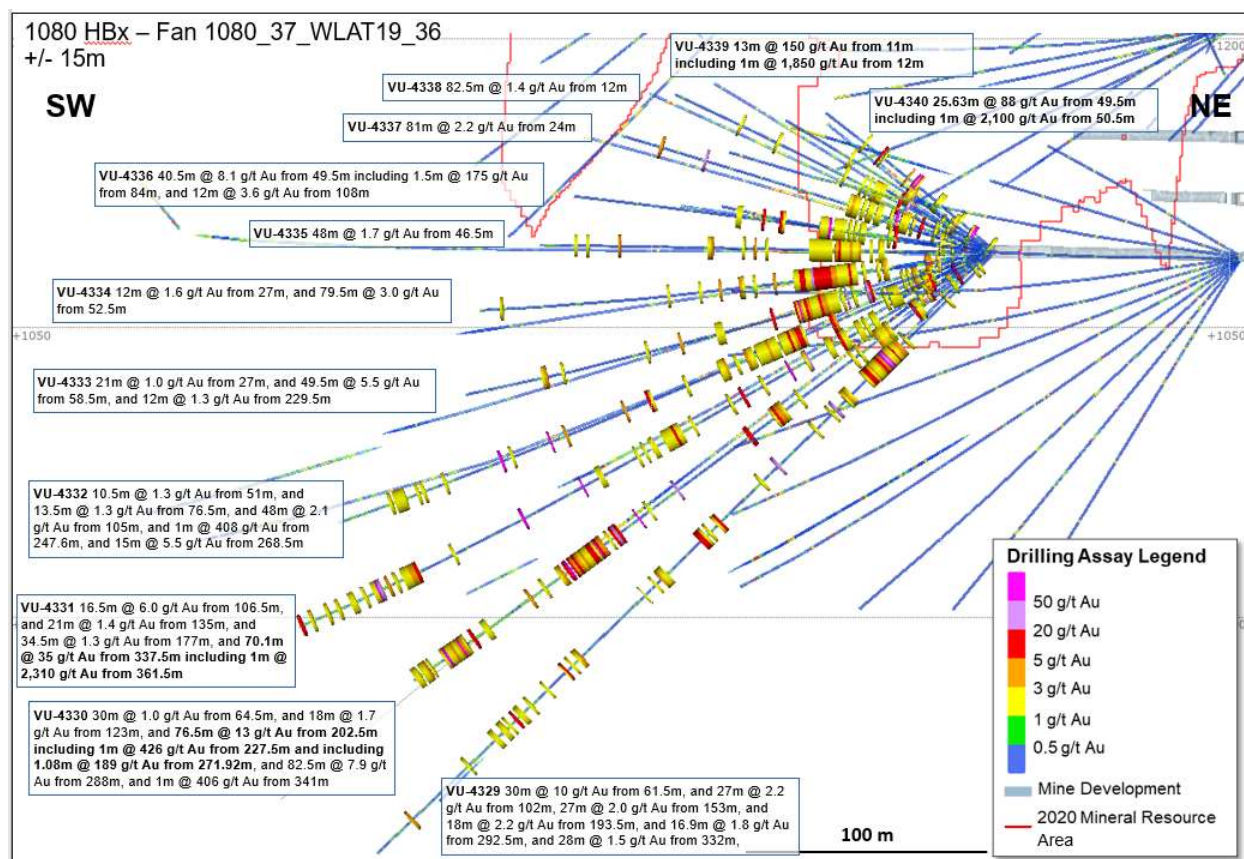 1080 HBx – Fan 1080_37_WLAT19_36
+/- 15m
SW
NE
VU-4339 13m @ 150 g/t Au from 11m
including 1m @ 1,850 g/t Au from 12m
+1200
VU-4338 82.5m @ 1.4 g/t Au from 12m
VU-4340 25.63m @ 88 g/t Au from 49.5m
including 1m @ 2,100 g/t Au from 50.5m
VU-4337 81m @ 2.2 g/t Au from 24m
VU-4336 40.5m @ 8.1 g/t Au from 49.5m including 1.5m @ 175 g/t Au
from 84m, and 12m @ 3.6 g/t Au from 108m
VU-4335 48m @ 1.7 g/t Au from 46.5m
VU-4334 12m @ 1.6 g/t Au from 27m, and 79.5m @ 3.0 g/t Au
from 52.5m
+1050
+1050
VU-4333 21m @ 1.0 g/t Au from 27m, and 49.5m @ 5.5 g/t Au
from 58.5m, and 12m @ 1.3 g/t Au from 229.5m
VU-4332 10.5m @ 1.3 g/t Au from 51m, and
13.5m @ 1.3 g/t Au from 76.5m, and 48m @ 2.1
g/t Au from 105m, and 1m @ 408 g/t Au from
247.6m, and 15m @ 5.5 g/t Au from 268.5m
VU-4331 16.5m @ 6.0 g/t Au from 106.5m,
and 21m @ 1.4 g/t Au from 135m, and
34.5m @ 1.3 g/t Au from 177m, and 70.1m
@ 35 g/t Au from 337.5m including 1m @
2,310 g/t Au from 361.5m
VU-4330 30m @ 1.0 g/t Au from 64.5m, and 18m @ 1.7
g/t Au from 123m, and 76.5m @ 13 g/t Au from 202.5m
including 1m @ 426 g/t Au from 227.5m and including
1.08m @ 189 g/t Au from 271.92m, and 82.5m @ 7.9 g/t
Au from 288m, and 1m @ 406 g/t Au from 341m
VU-4329 30m @ 10 g/t Au from 61.5m, and 27m @ 2.2
g/t Au from 102m, 27m @ 2.0 g/t Au from 153m, and
18m @ 2.2 g/t Au from 193.5m, and 16.9m @ 1.8 g/t Au
from 292.5m, and 28m @ 1.5 g/t Au from 332m,
100 m
Drilling Assay Legend
50 g/t Au
20 g/t Au
5 g/t Au
3 g/t Au
1 g/t Au
0.5 g/t Au
Mine Development
2020 Mineral Resource
Area